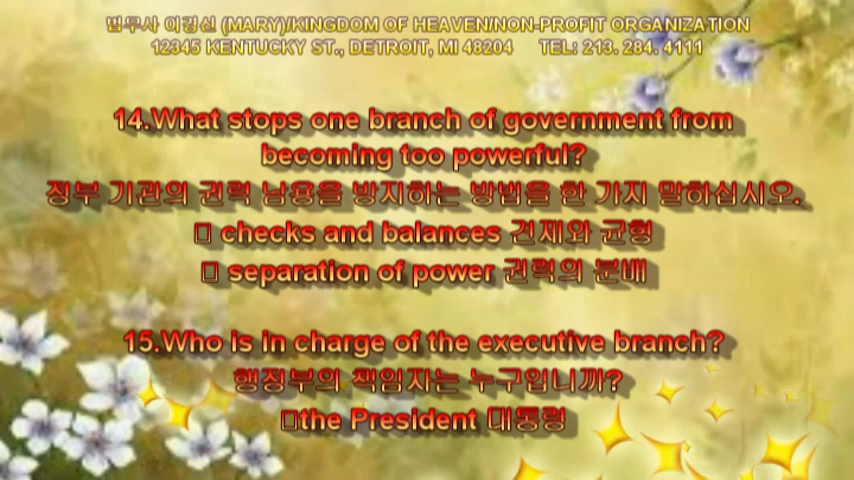 법무사 이경신 (MARY)/KINGDOM OF HEAVEN/NON-PROFIT ORGANIZATION
12345 KENTUCKY ST., DETROIT, MI 48204 TEL: 213. 284. 4111
14.What stops one branch of government from
becoming too powerful?
정부 기관의 권력 남용을 방지하는 방법을 한 가지 말하십시오.
▯ checks and balances 견제와 균형
▯ separation of power 권력의 분배
15.Who is in charge of the executive branch?
행정부의 책임자는 누구입니까?
▯the President 대통령